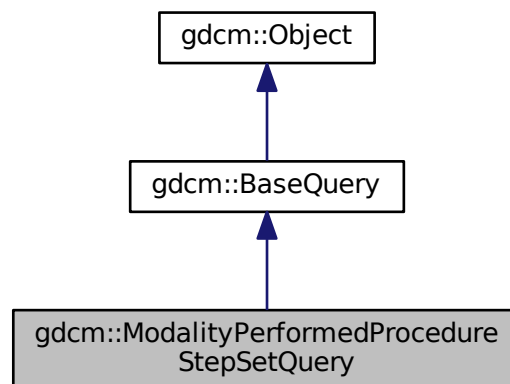 gdcm::Object
gdcm::BaseQuery
gdcm::ModalityPerformedProcedure
StepSetQuery